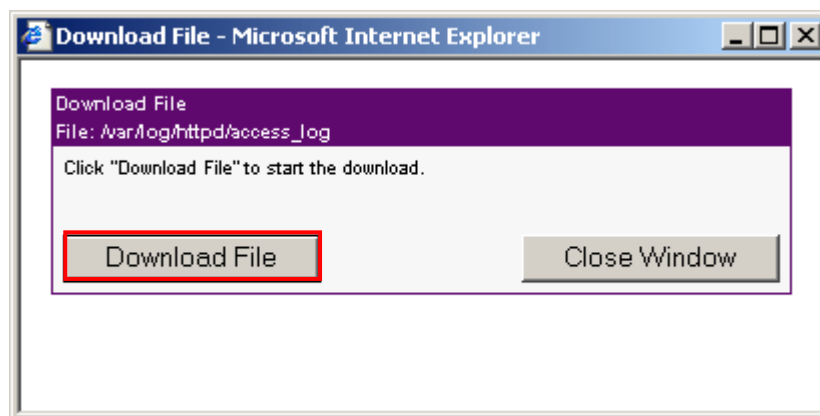 Download File - Microsoft Internet Explorer
Download File
File: /var/log/httpd/access_log
Click "Download File" to start the download.
Download File
Close Window